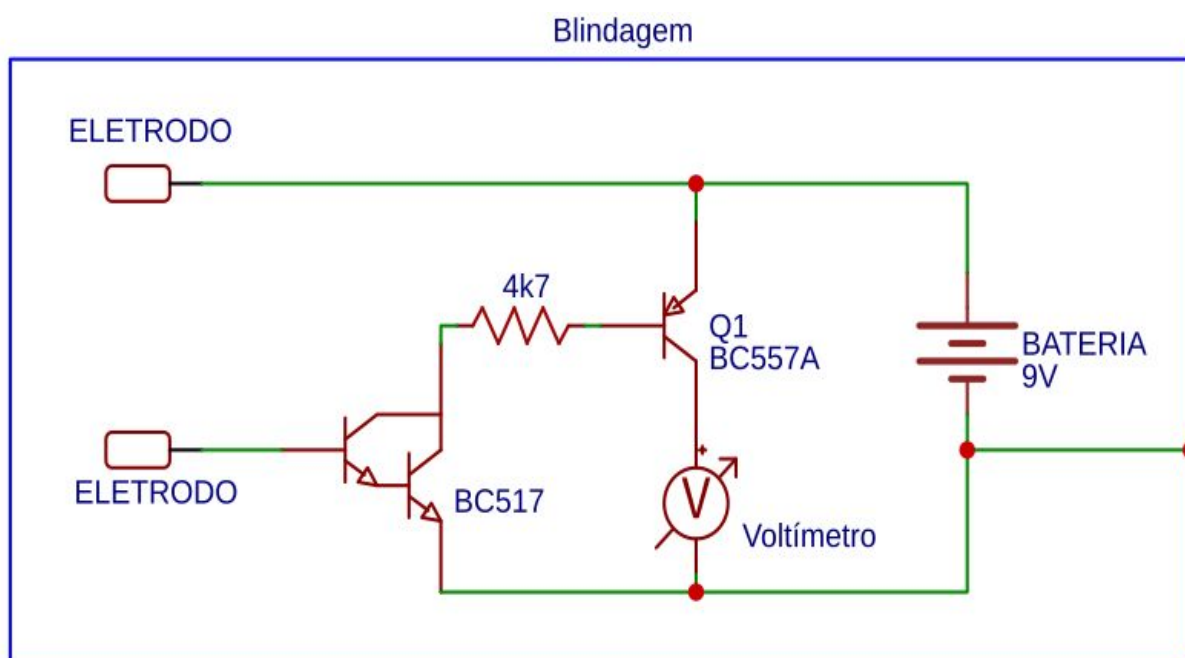 Blindagem
ELETRODO
4k7
Q1
BC557A
BATERIA
9V
ELETRODO
BC517
+
V
Voltímetro